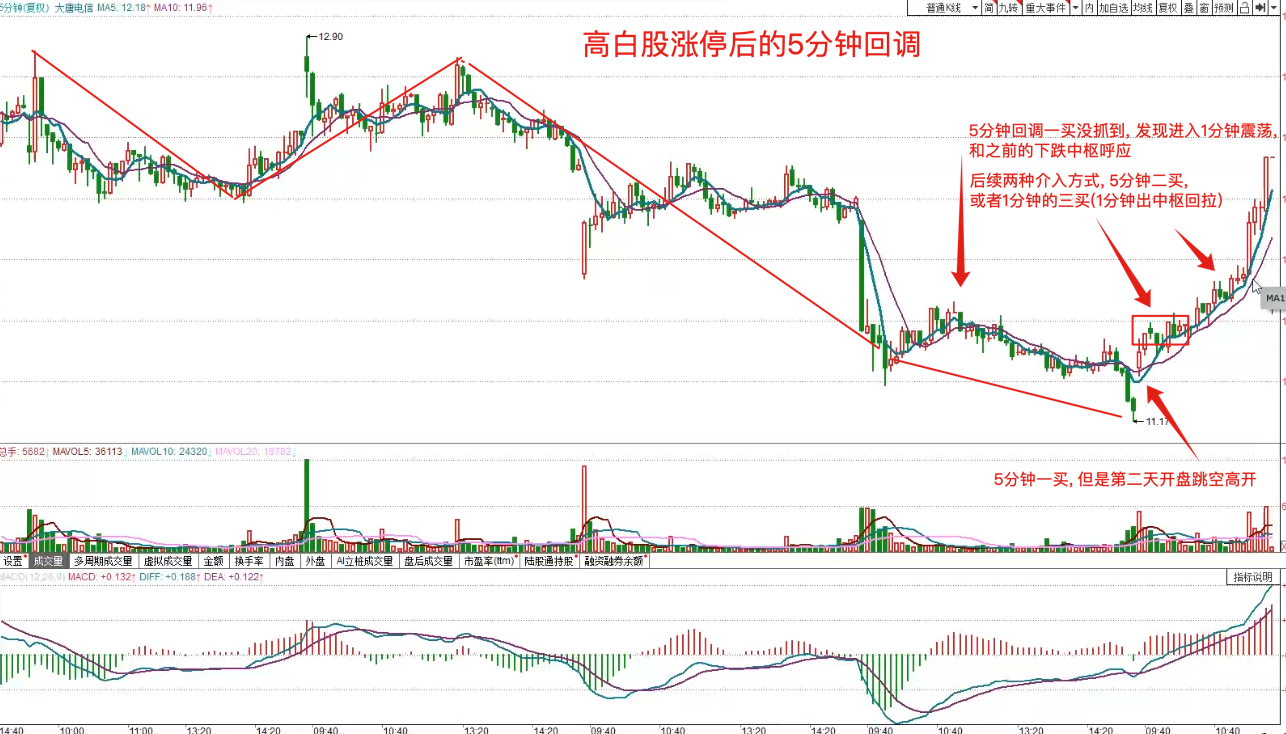 5分钟(复权) 大唐电信 MA5: 12.18↑ MA10: 11.96↑
普通K线 简 九转 重大事件 内 加自选 均线 复权 叠 窗 预测
高白股涨停后的5分钟回调
12.90
5分钟回调一买没抓到, 发现进入1分钟震荡,
和之前的下跌中枢呼应
后续两种介入方式, 5分钟二买,
或者1分钟的三买(1分钟出中枢回拉)
MA1
11.17
5分钟一买, 但是第二天开盘跳空高开
总手: 5682↓ MAVOL5: 36113↓ MAVOL10: 24320↓ MAVOL20: 18782↓
设置 成交量 多周期成交量 虚拟成交量 金额 换手率 内盘 外盘 AI立桩成交量 盘后成交量 市盈率(ttm) 陆股通持股 融资融券余额
MACD(12,26,9) MACD: +0.132↑ DIFF: +0.188↑ DEA: +0.122↑
指标说明
14:40 10:00 11:00 13:20 14:20 09:40 10:40 13:20 14:20 09:40 10:40 13:20 14:20 09:40 10:40 13:20 14:20 09:40 10:40